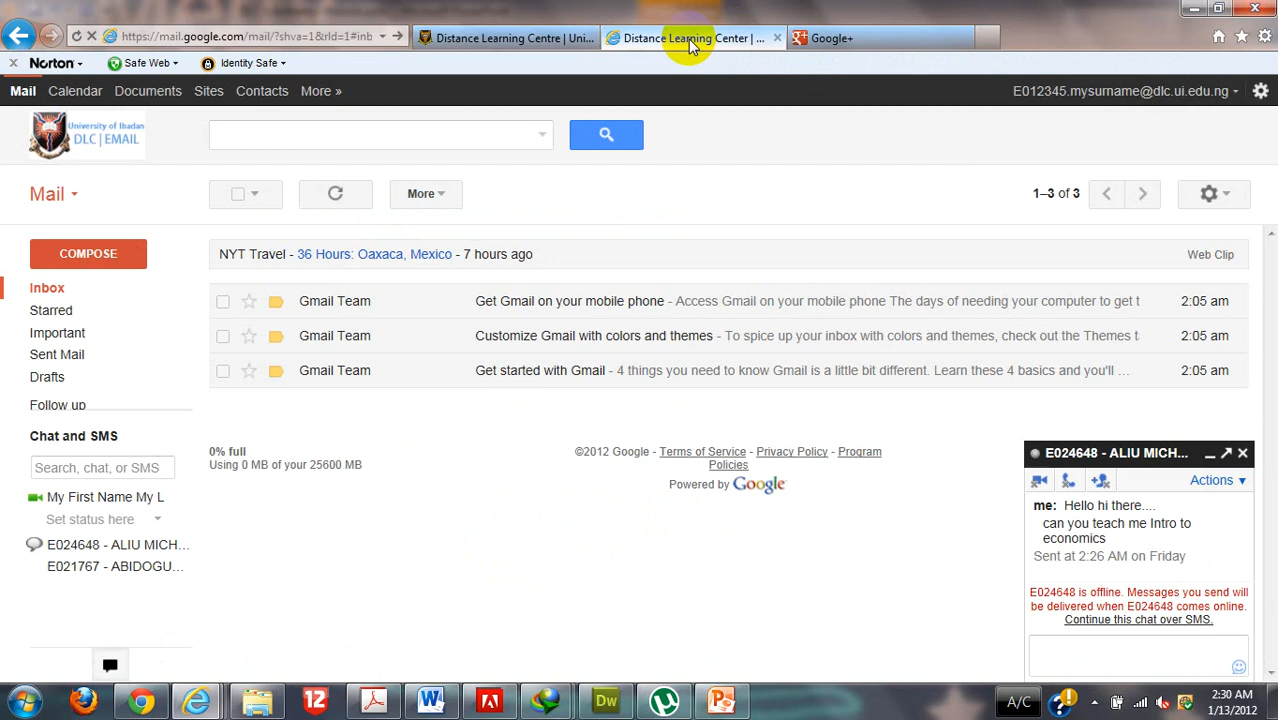 https://mail.google.com/mail/?shva=1&rld=1#inb
Distance Learning Centre | Uni...
Distance Learning Center | ...
Google+
Norton
Safe Web
Identity Safe
Mail Calendar Documents Sites Contacts More »
E012345.mysurname@dlc.ui.edu.ng
University of Ibadan
DLC | EMAIL
Mail
More
1–3 of 3
COMPOSE
NYT Travel - 36 Hours: Oaxaca, Mexico - 7 hours ago
Web Clip
Inbox
Starred
Important
Sent Mail
Drafts
Follow up
Gmail Team Get Gmail on your mobile phone - Access Gmail on your mobile phone The days of needing your computer to get t 2:05 am
Gmail Team Customize Gmail with colors and themes - To spice up your inbox with colors and themes, check out the Themes t 2:05 am
Gmail Team Get started with Gmail - 4 things you need to know Gmail is a little bit different. Learn these 4 basics and you'll ... 2:05 am
Chat and SMS
Search, chat, or SMS
My First Name My L
Set status here
E024648 - ALIU MICH...
E021767 - ABIDOGU...
0% full
Using 0 MB of your 25600 MB
©2012 Google - Terms of Service - Privacy Policy - Program
Policies
Powered by Google
E024648 - ALIU MICH...
Actions
me: Hello hi there....
can you teach me Intro to
economics
Sent at 2:26 AM on Friday
E024648 is offline. Messages you send will
be delivered when E024648 comes online.
Continue this chat over SMS.
12
Dw
A/C
2:30 AM
1/13/2012